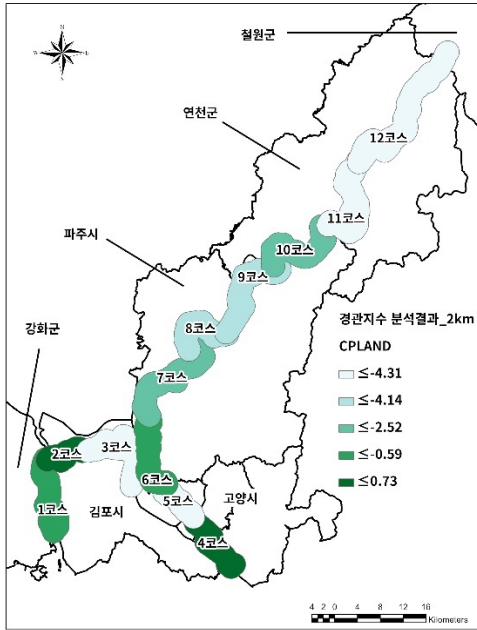 철원군
연천군
12코스
11코스
파주시
10코스
9코스
경관지수 분석결과_2km
강화군
8코스
CPLAND
≤-4.31
7코스
≤-4.14
≤-2.52
3코스
2코스
≤-0.59
6코스
5코스
고양시
≤0.73
1코스
김포시
4코스
4 2 0 4 8 12 16
Kilometers